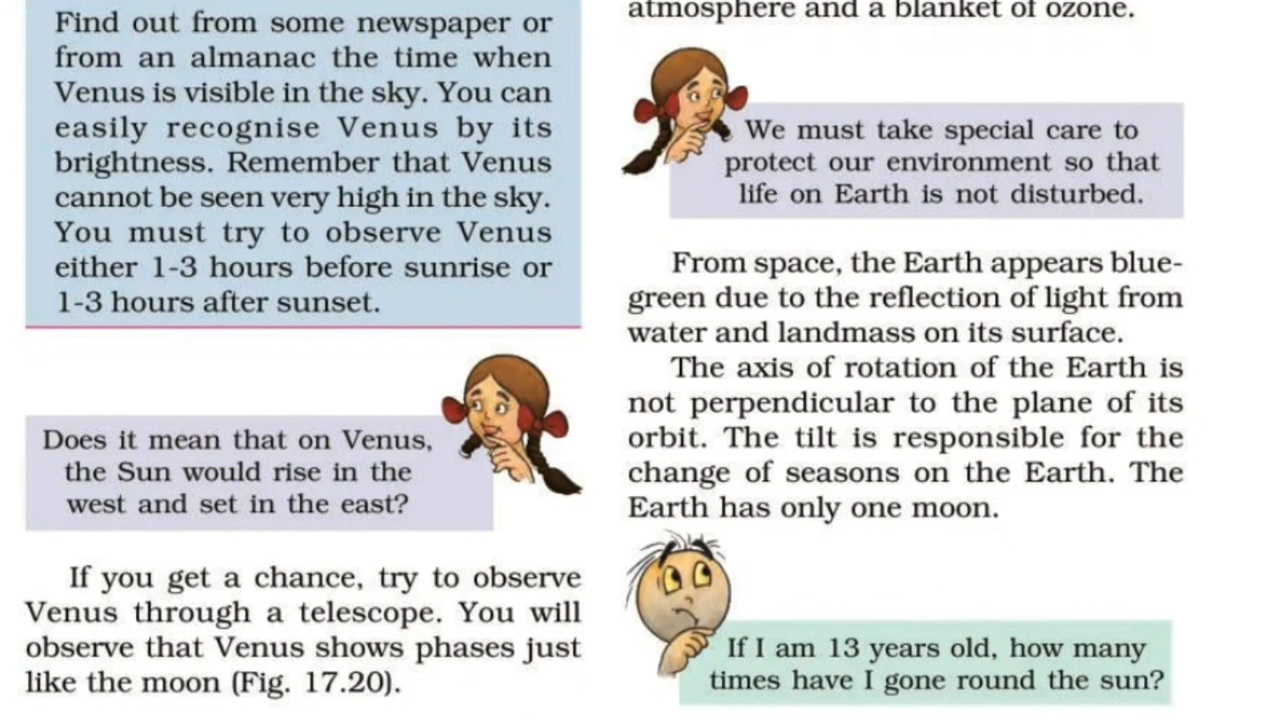 Find out from some newspaper or
from an almanac the time when
Venus is visible in the sky. You can
easily recognise Venus by its
brightness. Remember that Venus
cannot be seen very high in the sky.
You must try to observe Venus
either 1-3 hours before sunrise or
1-3 hours after sunset.
Does it mean that on Venus,
the Sun would rise in the
west and set in the east?
If you get a chance, try to observe
Venus through a telescope. You will
observe that Venus shows phases just
like the moon (Fig. 17.20).
atmosphere and a blanket of ozone.
We must take special care to
protect our environment so that
life on Earth is not disturbed.
From space, the Earth appears blue-
green due to the reflection of light from
water and landmass on its surface.
The axis of rotation of the Earth is
not perpendicular to the plane of its
orbit. The tilt is responsible for the
change of seasons on the Earth. The
Earth has only one moon.
If I am 13 years old, how many
times have I gone round the sun?